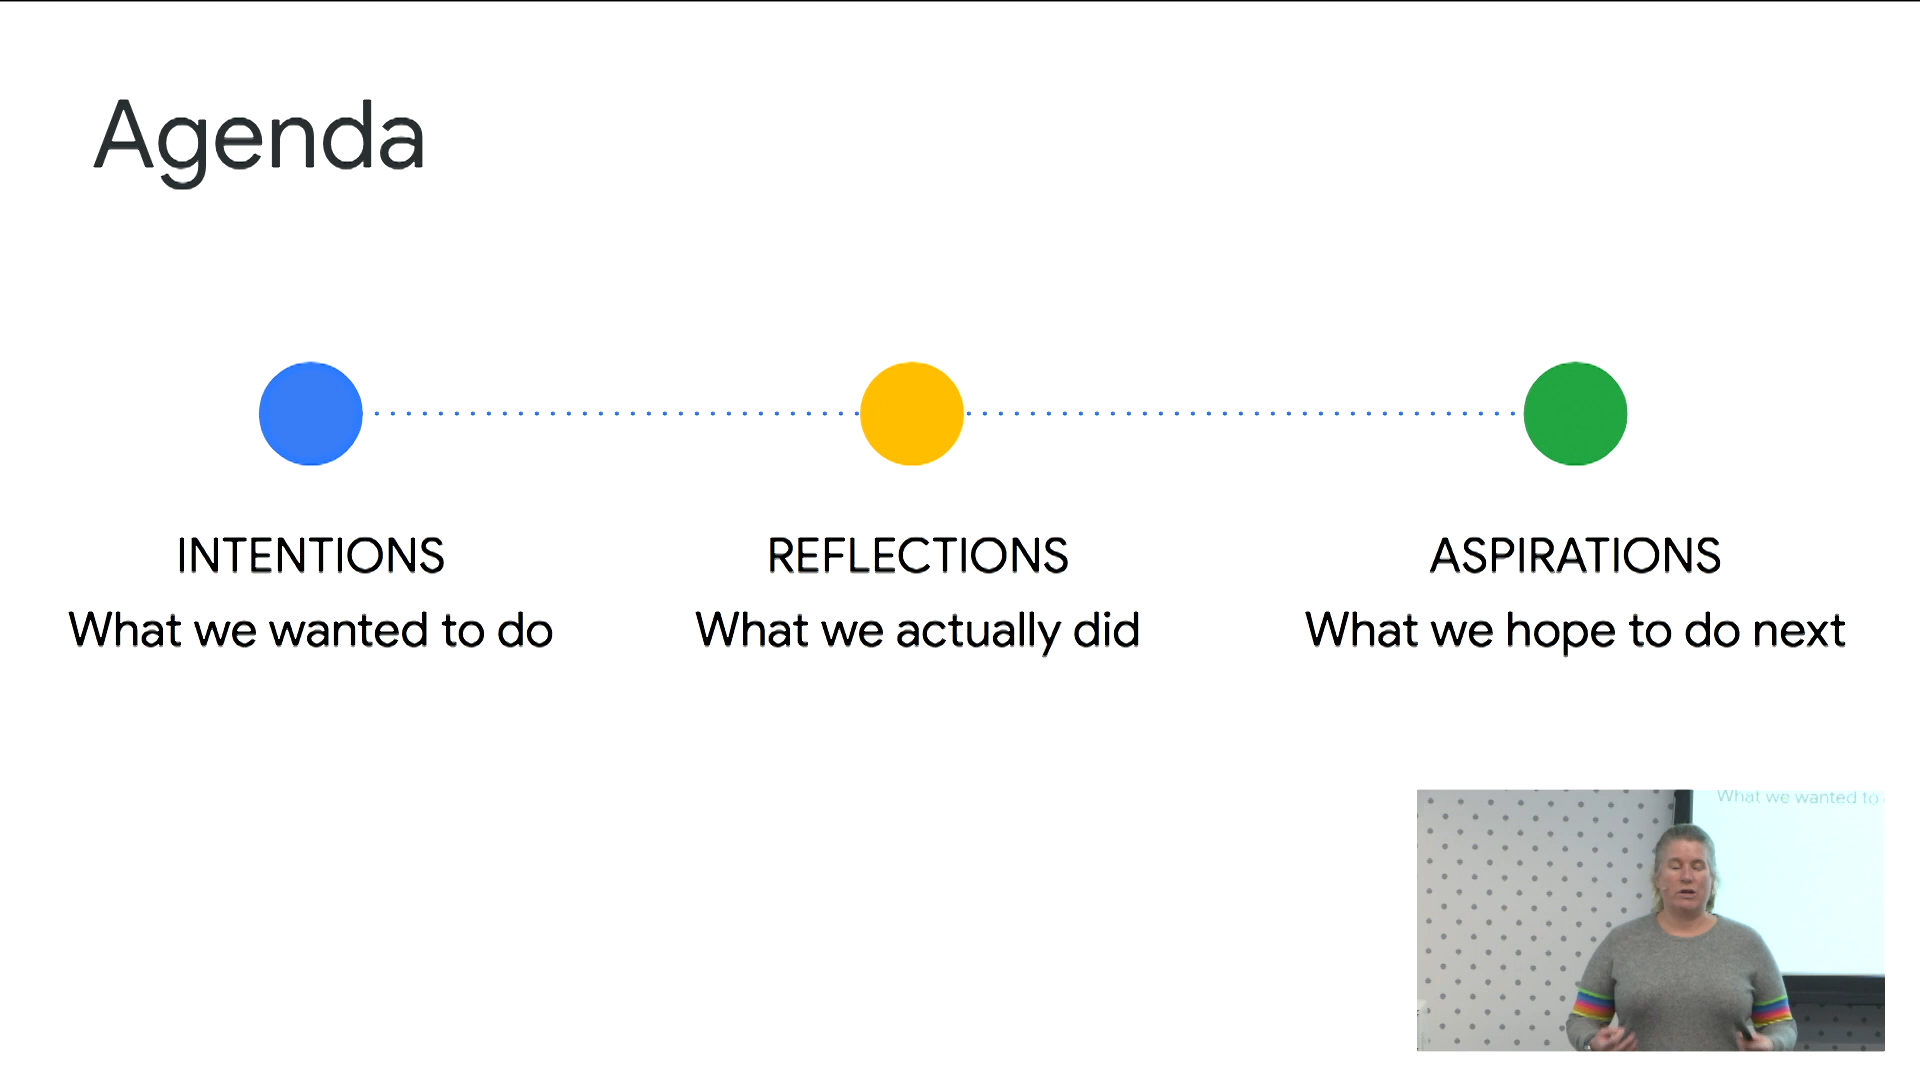 Agenda
INTENTIONS
What we wanted to do
REFLECTIONS
What we actually did
ASPIRATIONS
What we hope to do next
What we wanted to